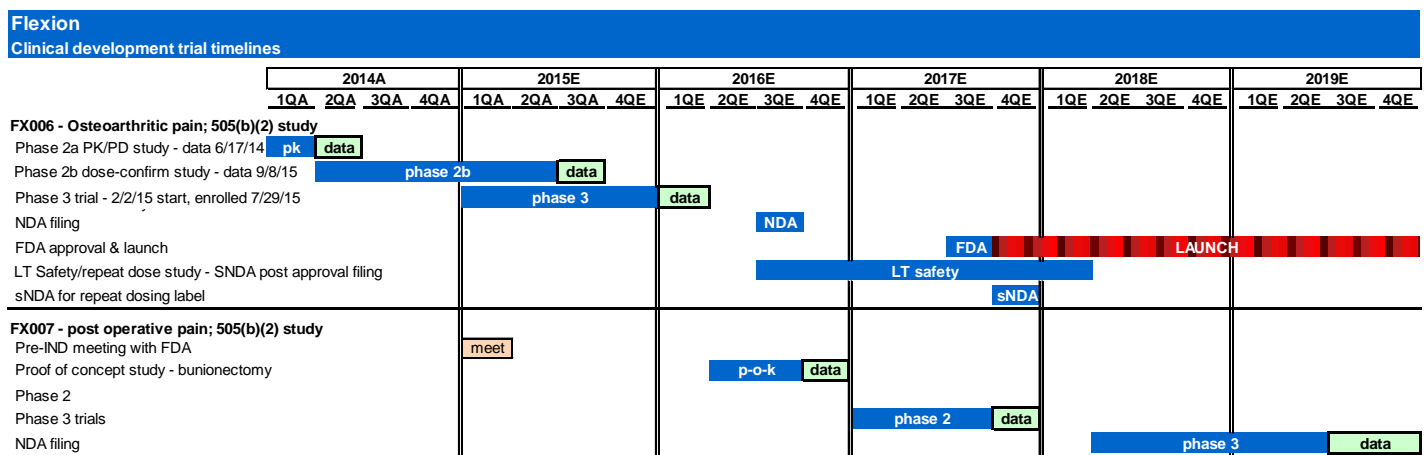 Flexion
Clinical development trial timelines
2014A 2015E 2016E 2017E 2018E 2019E
1QA 2QA 3QA 4QA 1QA 2QA 3QA 4QE 1QE 2QE 3QE 4QE 1QE 2QE 3QE 4QE 1QE 2QE 3QE 4QE 1QE 2QE 3QE 4QE
FX006 - Osteoarthritic pain; 505(b)(2) study
Phase 2a PK/PD study - data 6/17/14 pk data
Phase 2b dose-confirm study - data 9/8/15 phase 2b data
Phase 3 trial - 2/2/15 start, enrolled 7/29/15 phase 3 data
NDA filing NDA
FDA approval & launch FDA LAUNCH
LT Safety/repeat dose study - SNDA post approval filing LT safety
sNDA for repeat dosing label sNDA
FX007 - post operative pain; 505(b)(2) study
Pre-IND meeting with FDA meet
Proof of concept study - bunionectomy p-o-k data
Phase 2
Phase 3 trials phase 2 data
NDA filing phase 3 data